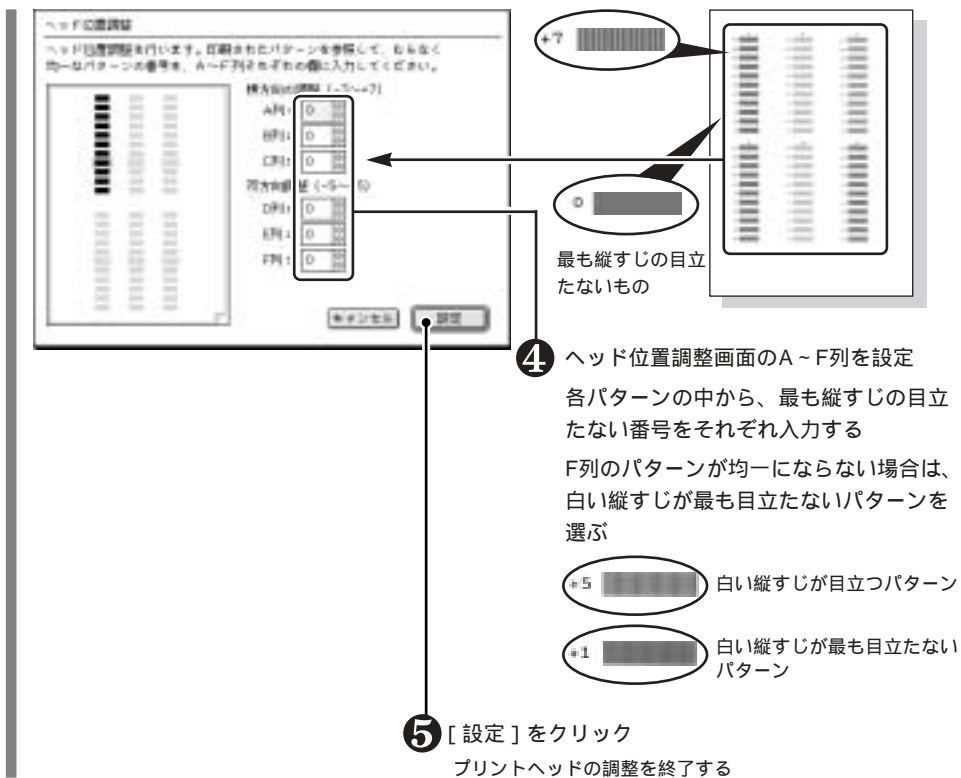 ヘッド位置調整
ヘッド位置調整を行います。印刷されたパターンを参照して、むらなく
均一なパターンの番号を、A～F列それぞれの欄に入力してください。
A列： 0
B列： 0
C列： 0
D列： 0
E列： 0
F列： 0
キャンセル 設定
+7
0
最も縦すじの目立
たないもの
4 ヘッド位置調整画面のA ~ F列を設定
各パターンの中から、最も縦すじの目立
たない番号をそれぞれ入力する
F列のパターンが均一にならない場合は、
白い縦すじが最も目立たないパターンを
選ぶ
+5 白い縦すじが目立つパターン
+1 白い縦すじが最も目立たない
パターン
5 [ 設定 ] をクリック
プリントヘッドの調整を終了する